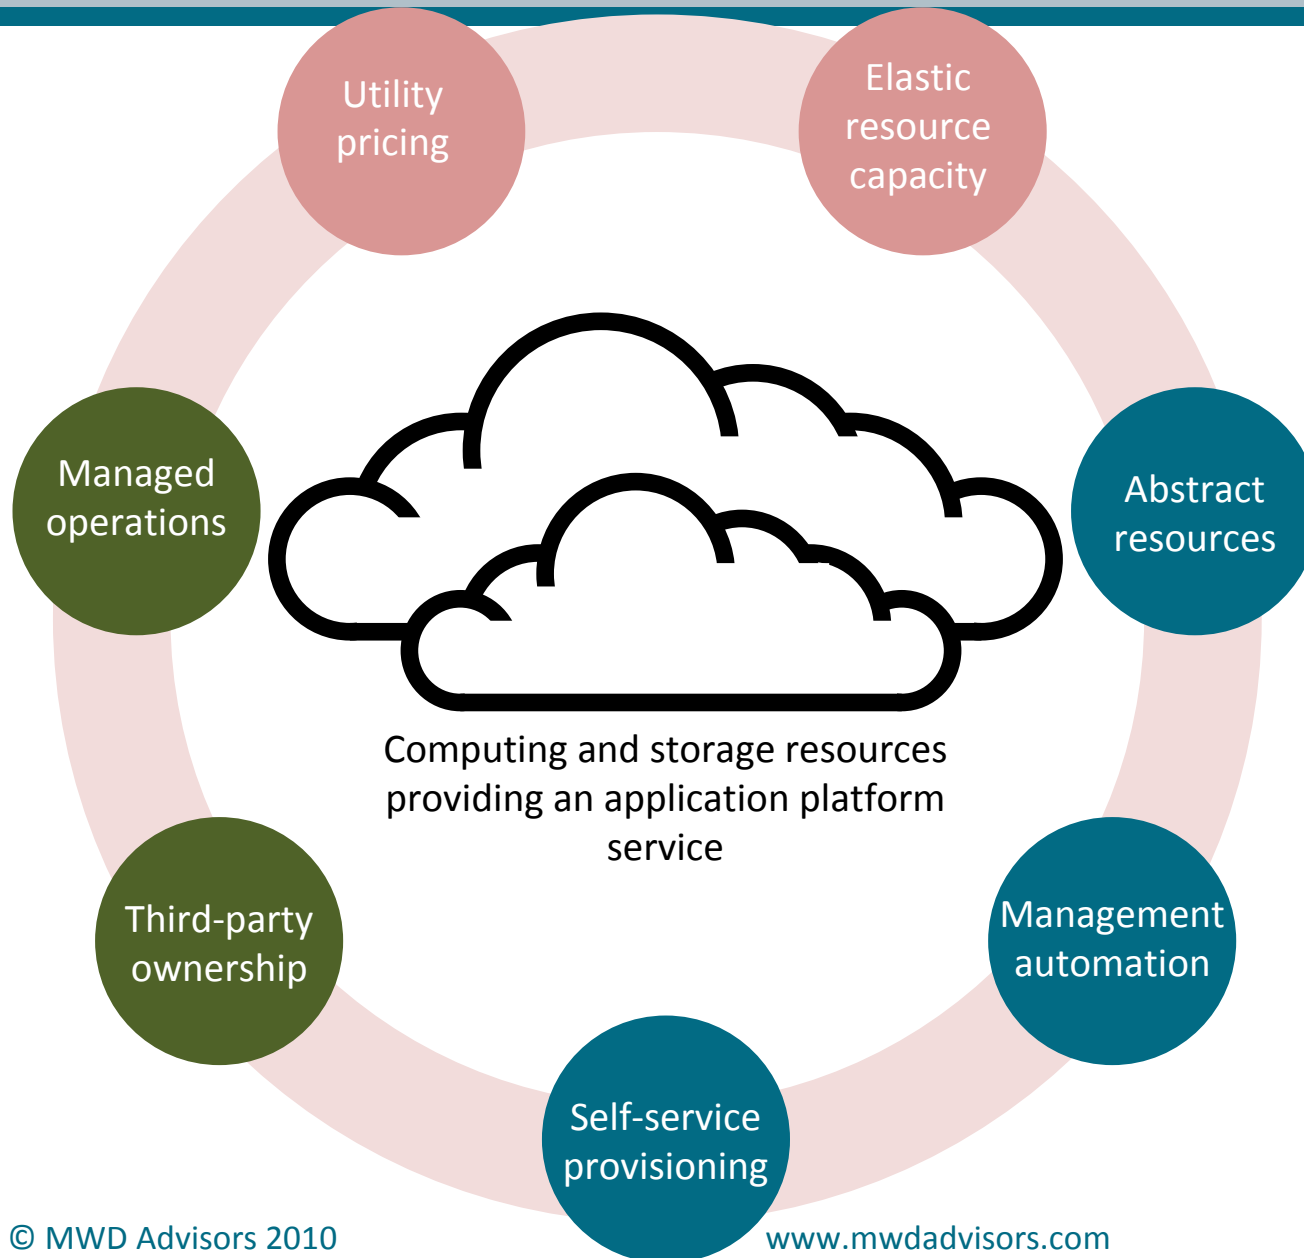 Utility
pricing
Elastic
resource
capacity
Managed
operations
Abstract
resources
Computing and storage resources
providing an application platform
service
Third-party
ownership
Management
automation
Self-service
provisioning
© MWD Advisors 2010
www.mwdadvisors.com